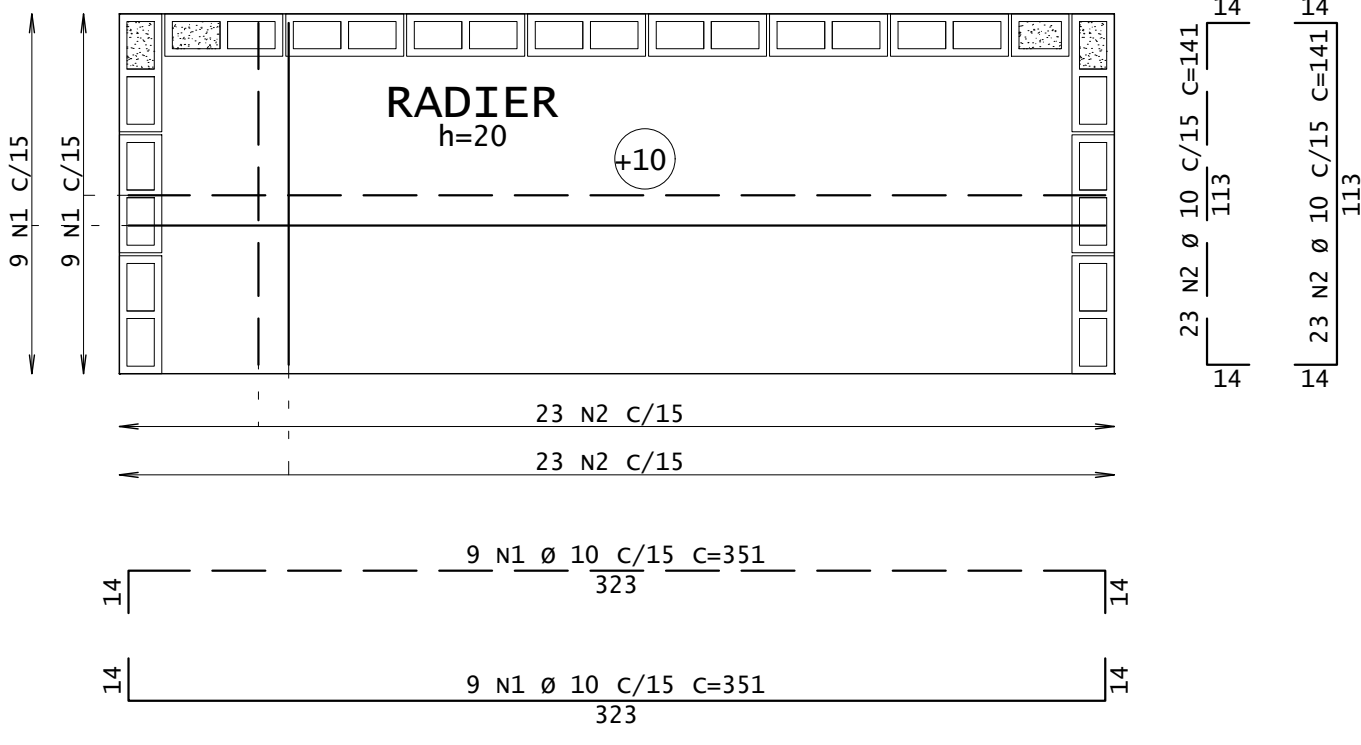 RADIER
h=20
+10
9 N1 C/15
9 N1 C/15
23 N2 C/15
23 N2 C/15
14
23 N2 Ø 10 C/15 C=141
113
14
14
23 N2 Ø 10 C/15 C=141
113
14
9 N1 Ø 10 C/15 C=351
14
323
14
14
9 N1 Ø 10 C/15 C=351
323
14